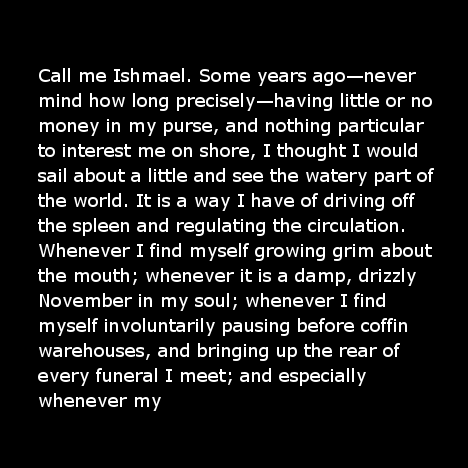 Call me Ishmael. Some years ago—never
mind how long precisely—having little or no
money in my purse, and nothing particular
to interest me on shore, I thought I would
sail about a little and see the watery part of
the world. It is a way I have of driving off
the spleen and regulating the circulation.
Whenever I find myself growing grim about
the mouth; whenever it is a damp, drizzly
November in my soul; whenever I find
myself involuntarily pausing before coffin
warehouses, and bringing up the rear of
every funeral I meet; and especially
whenever my